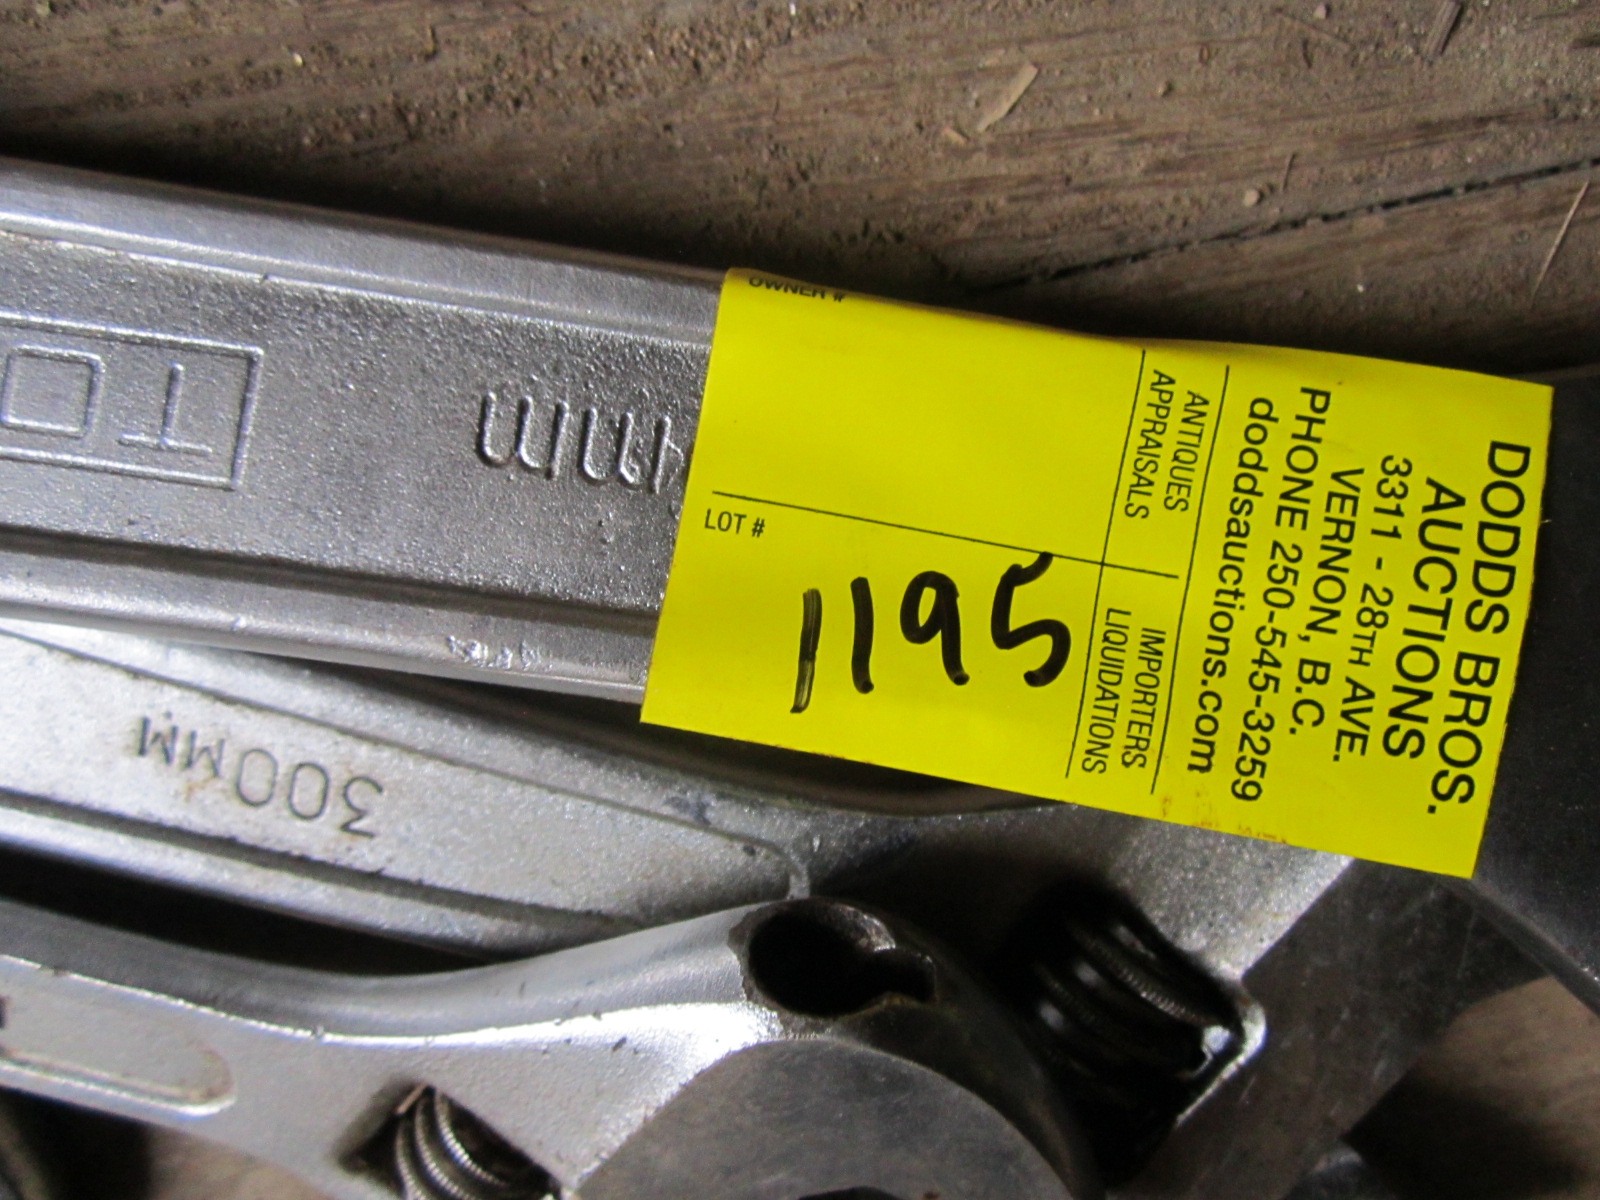 DODDS BROS.
AUCTIONS
3311 - 28TH AVE.
VERNON, B.C.
PHONE 250-545-3259
doddsauctions.com
ANTIQUES
APPRAISALS
IMPORTERS
LIQUIDATIONS
OWNER #
LOT #
1195
300MM
mm